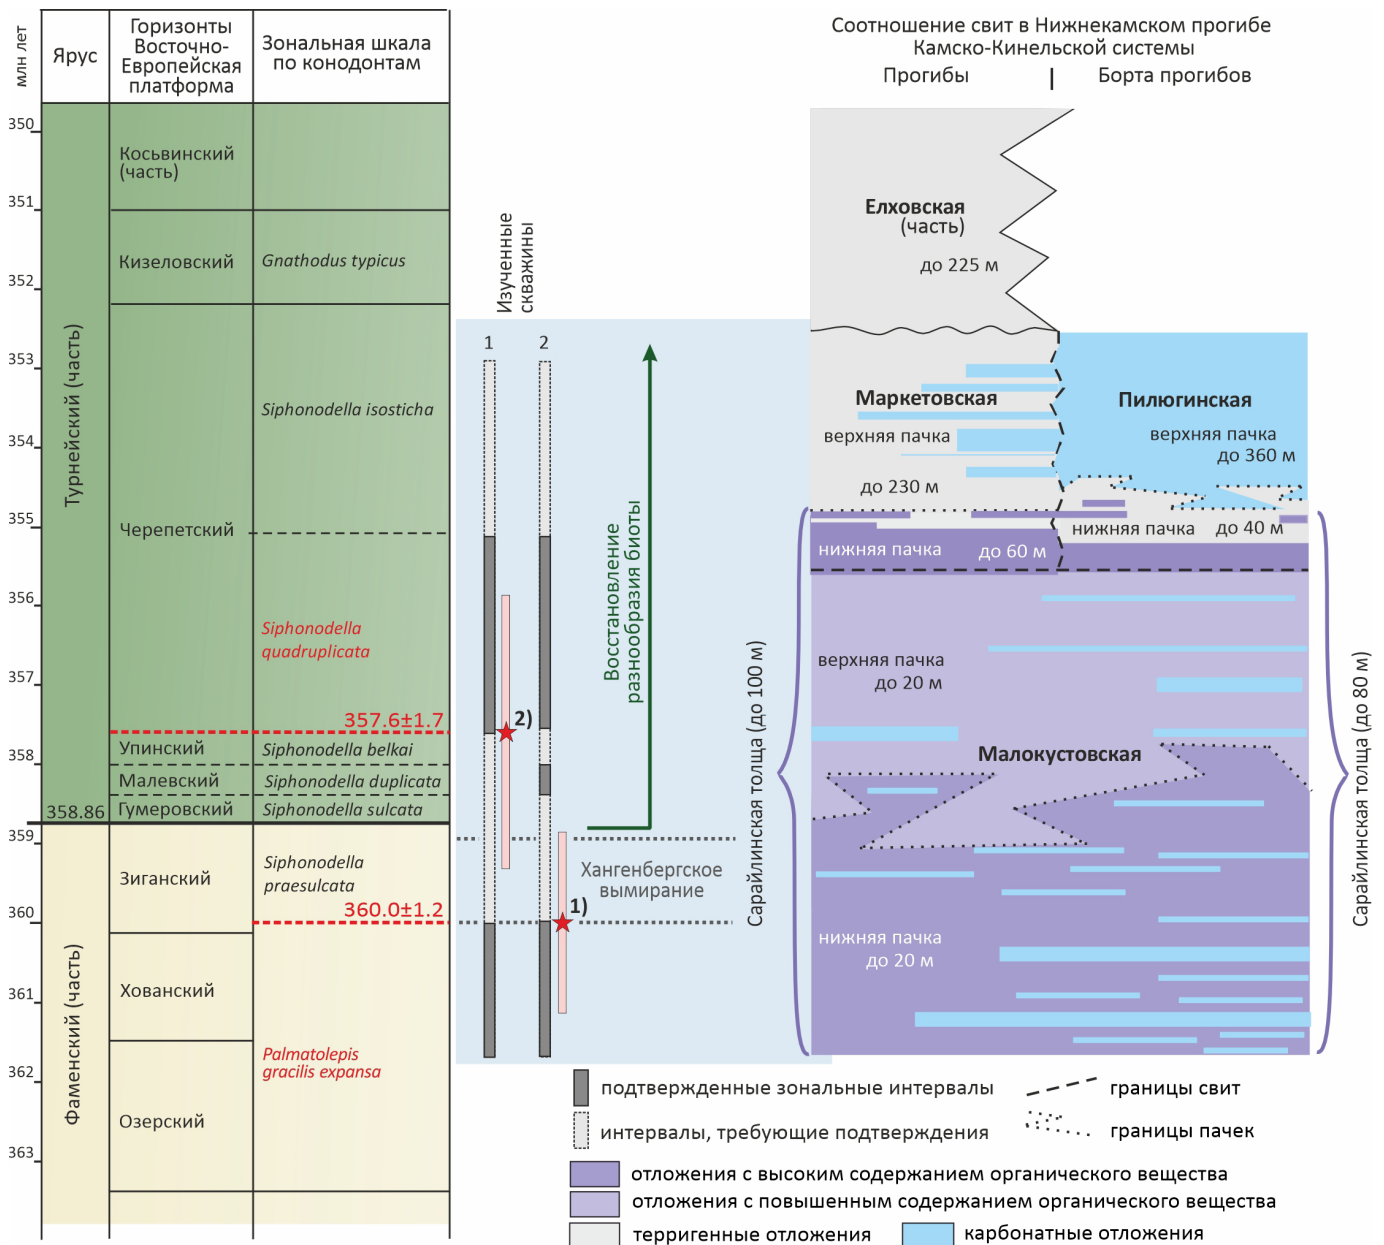 млн лет
Ярус
Горизонты
Восточно-
Европейская
платформа
Зональная шкала
по конодонтам
350
351
352
353
354
355
356
357
358
359
360
361
362
363
358.86
Турнейский (часть)
Фаменский (часть)
Косьвинский
(часть)
Кизеловский
Gnathodus typicus
Siphonodella isosticha
Черепетский
Siphonodella
quadruplicata
357.6±1.7
Упинский
Siphonodella belkai
Малевский
Siphonodella duplicata
Гумеровский
Siphonodella sulcata
Зиганский
Siphonodella
praesulcata
360.0±1.2
Хованский
Palmatolepis
gracilis expansa
Озерский
Изученные
скважины
1
2
2)
1)
Восстановление
разнообразия биоты
Хангенбергское
вымирание
Соотношение свит в Нижнекамском прогибе
Камско-Кинельской системы
Прогибы
Борта прогибов
Елховская
(часть)
до 225 м
Маркетовская
верхняя пачка
до 230 м
Пилюгинская
верхняя пачка
до 360 м
нижняя пачка
до 60 м
нижняя пачка
до 40 м
верхняя пачка
до 20 м
Малокустовская
нижняя пачка
до 20 м
Сарайлинская толща (до 100 м)
Сарайлинская толща (до 80 м)
подтвержденные зональные интервалы
границы свит
интервалы, требующие подтверждения
границы пачек
отложения с высоким содержанием органического вещества
отложения с повышенным содержанием органического вещества
терригенные отложения
карбонатные отложения